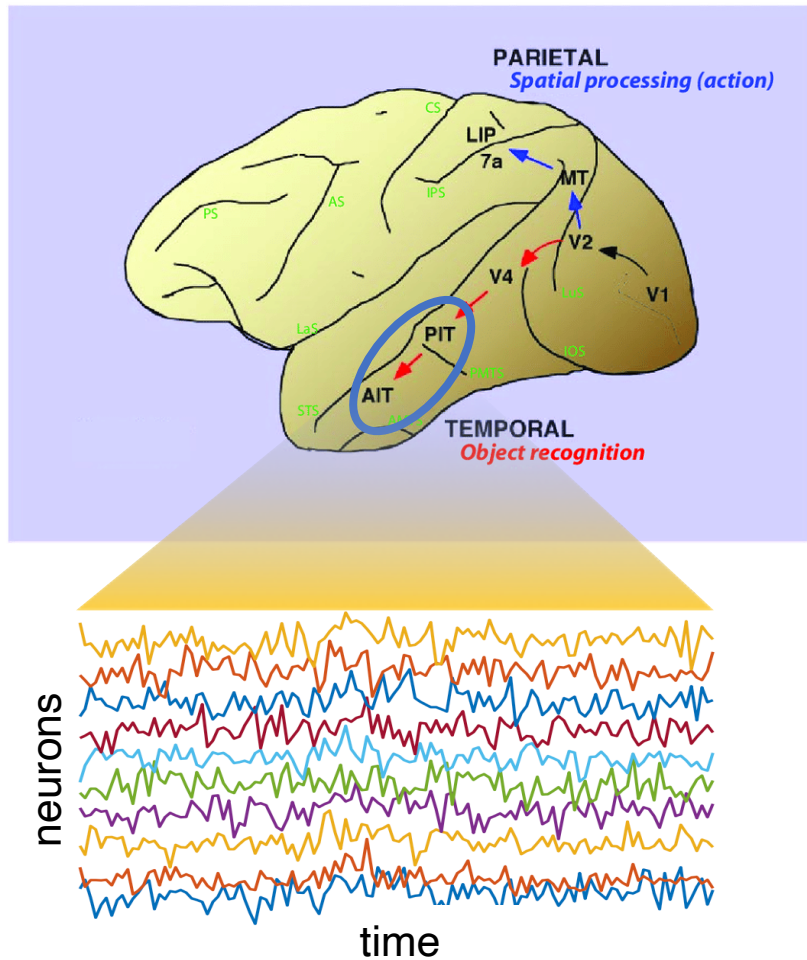 PARIETAL
Spatial processing (action)
CS
LIP
7a
MT
IPS
AS
PS
V2
V4
V1
LuS
LaS
PIT
IOS
PMTS
AIT
STS
TEMPORAL
Object recognition
neurons
time